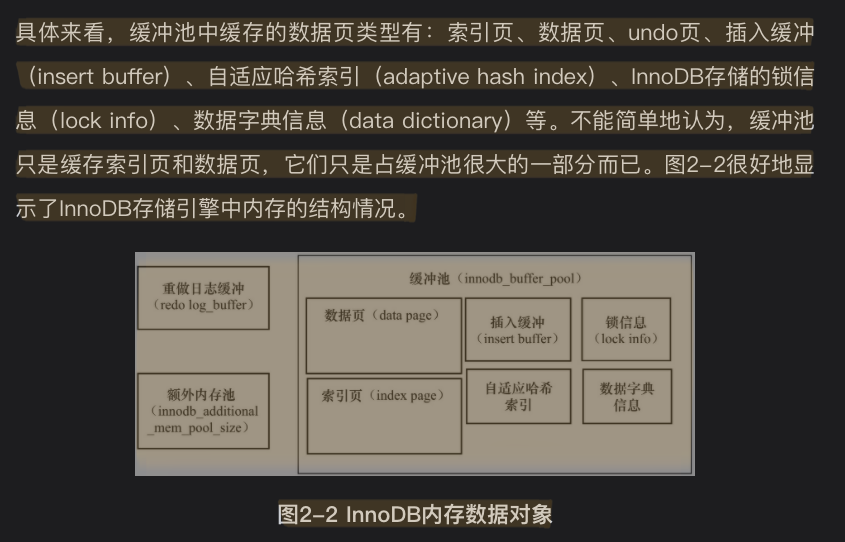 具体来看，缓冲池中缓存的数据页类型有：索引页、数据页、undo页、插入缓冲
（insert buffer）、自适应哈希索引（adaptive hash index）、InnoDB存储的锁信
息（lock info）、数据字典信息（data dictionary）等。不能简单地认为，缓冲池
只是缓存索引页和数据页，它们只是占缓冲池很大的一部分而已。图2-2很好地显
示了InnoDB存储引擎中内存的结构情况。
重做日志缓冲
（redo log_buffer）
额外内存池
（innodb_additional
_mem_pool_size）
缓冲池（innodb_buffer_pool）
数据页（data page）
插入缓冲
（insert buffer）
锁信息
（lock info）
索引页（index page）
自适应哈希
索引
数据字典
信息
图2-2 InnoDB内存数据对象